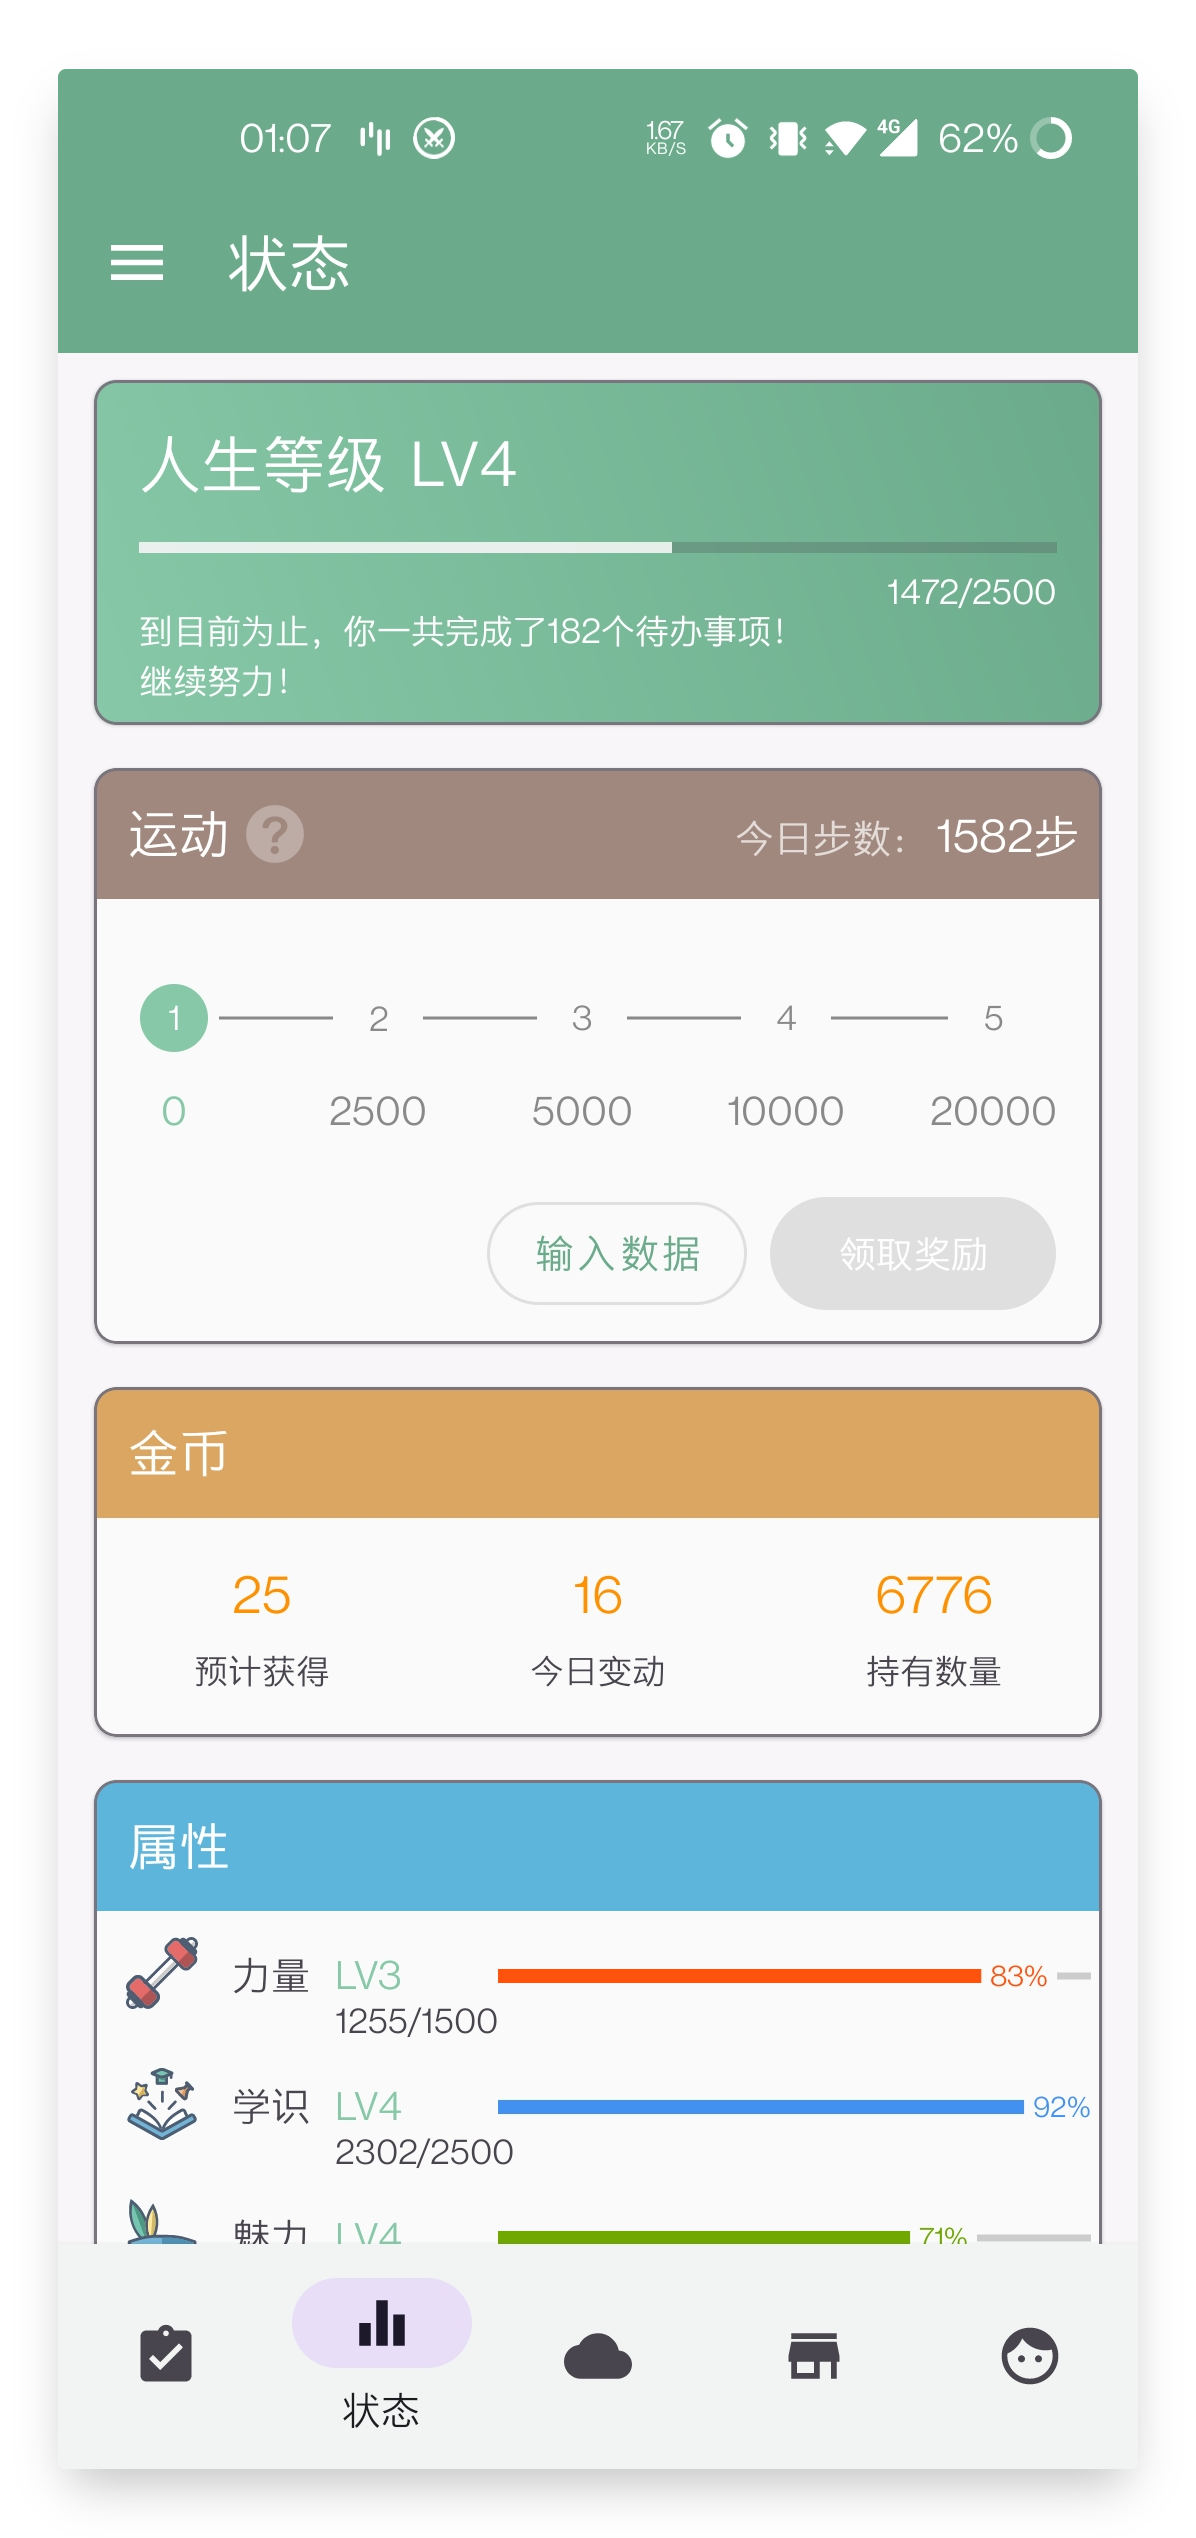 01:07
1.67 KB/S
4G
62%
状态
人生等级 LV4
1472/2500
到目前为止，你一共完成了182个待办事项！
继续努力！
运动 ?
今日步数： 1582步
1 2 3 4 5
0 2500 5000 10000 20000
输入数据 领取奖励
金币
25 16 6776
预计获得 今日变动 持有数量
属性
力量 LV3 83%
1255/1500
学识 LV4 92%
2302/2500
魅力 LV4 71%
状态